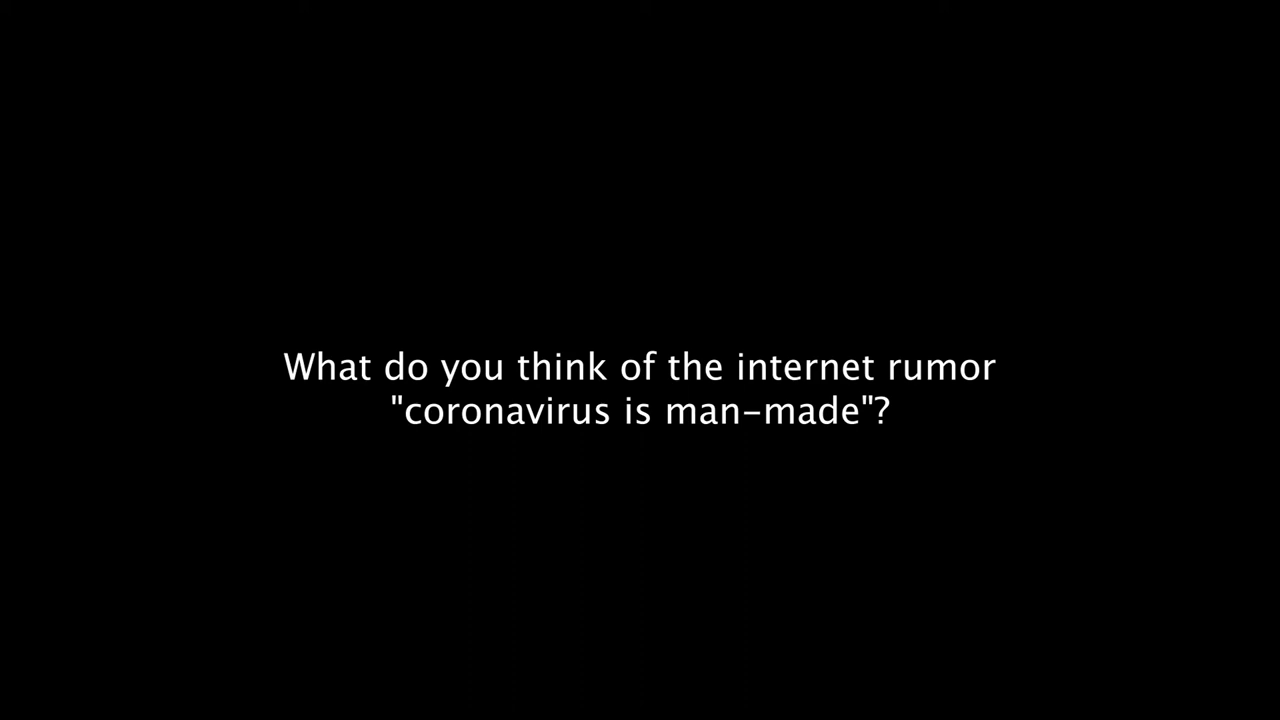 What do you think of the internet rumor
"coronavirus is man-made"?